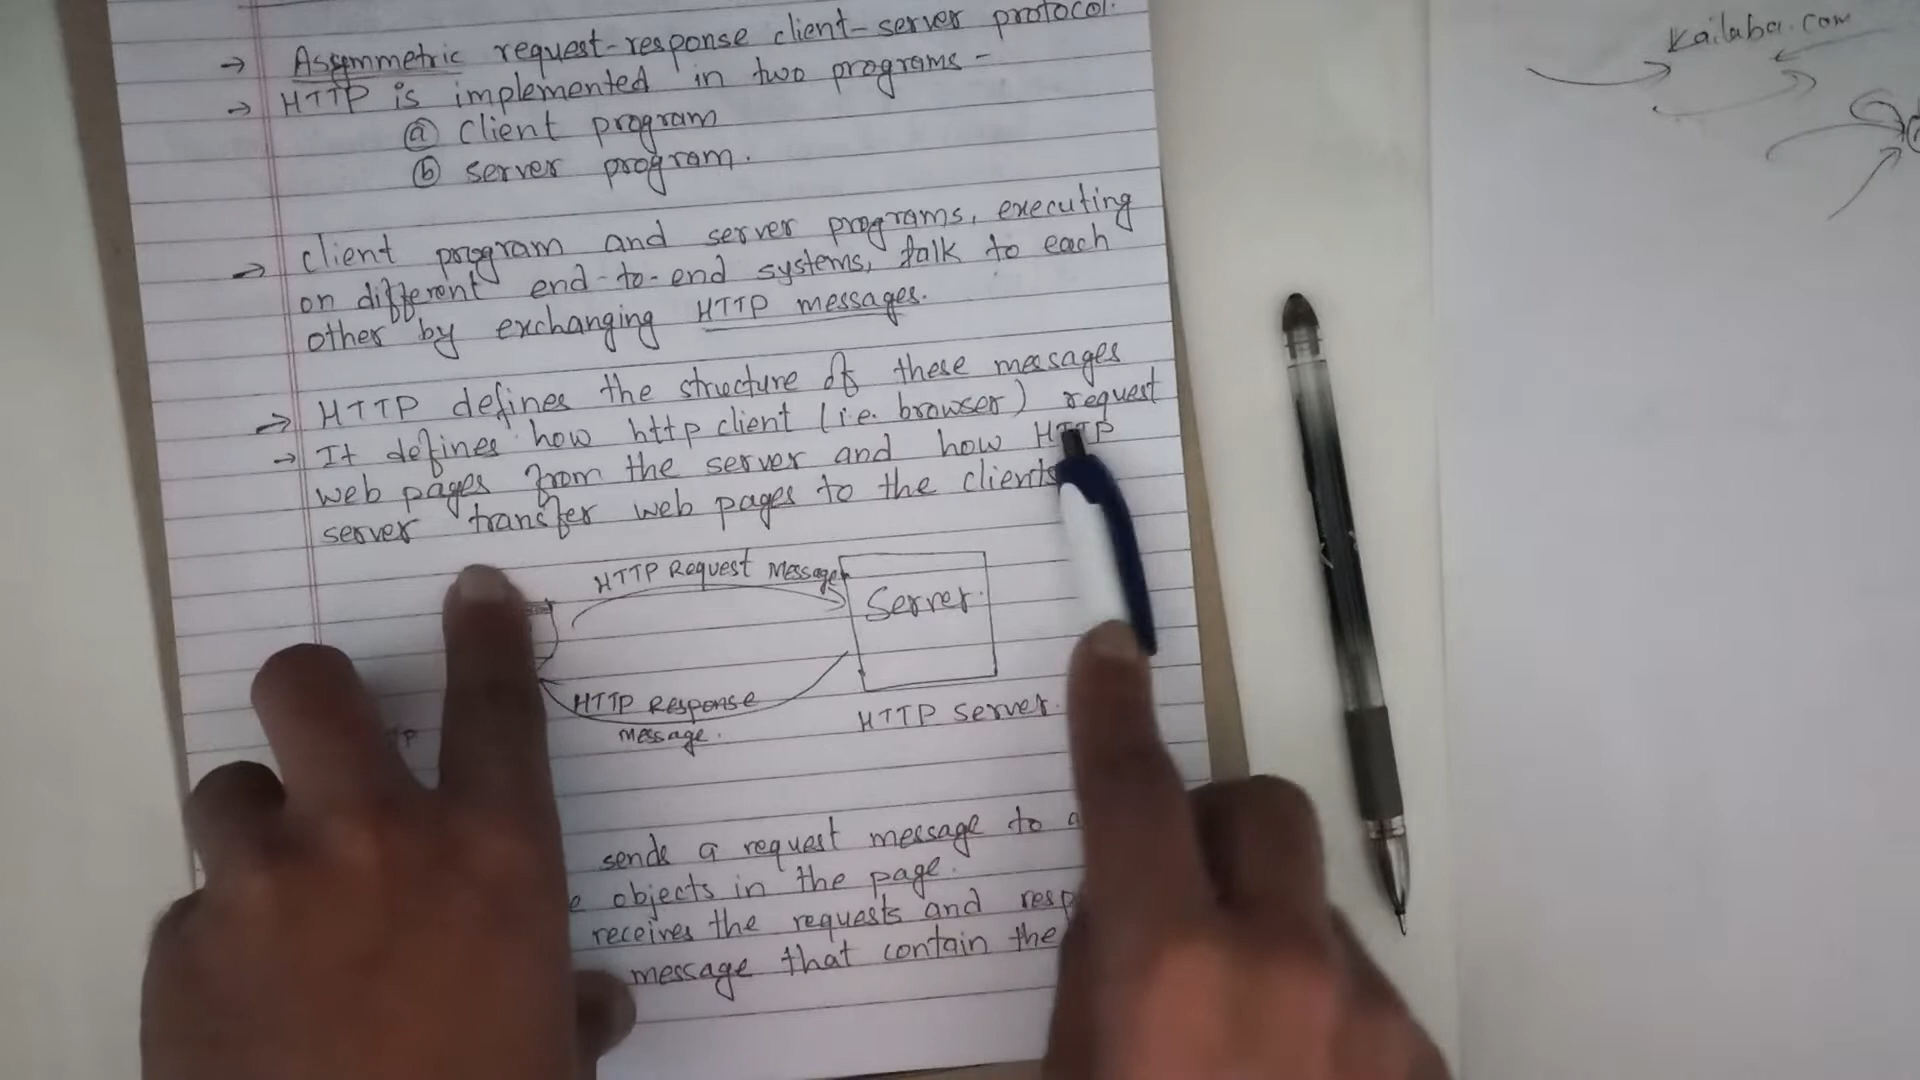 → Assymmetric request-response client-server protocol.
→ HTTP is implemented in two programs -
ⓐ client program
ⓑ server program.
→ client program and server programs, executing
on different end-to-end systems, talk to each
other by exchanging HTTP messages.
→ HTTP defines the structure of these messages
→ It defines how http client (i.e. browser) request
web pages from the server and how HTTP
server transfer web pages to the clients
HTTP Request Message
Server
HTTP Response
message.
HTTP Server.
sends a request message to a
objects in the page.
receives the requests and
message that contain the
Kailaba.com